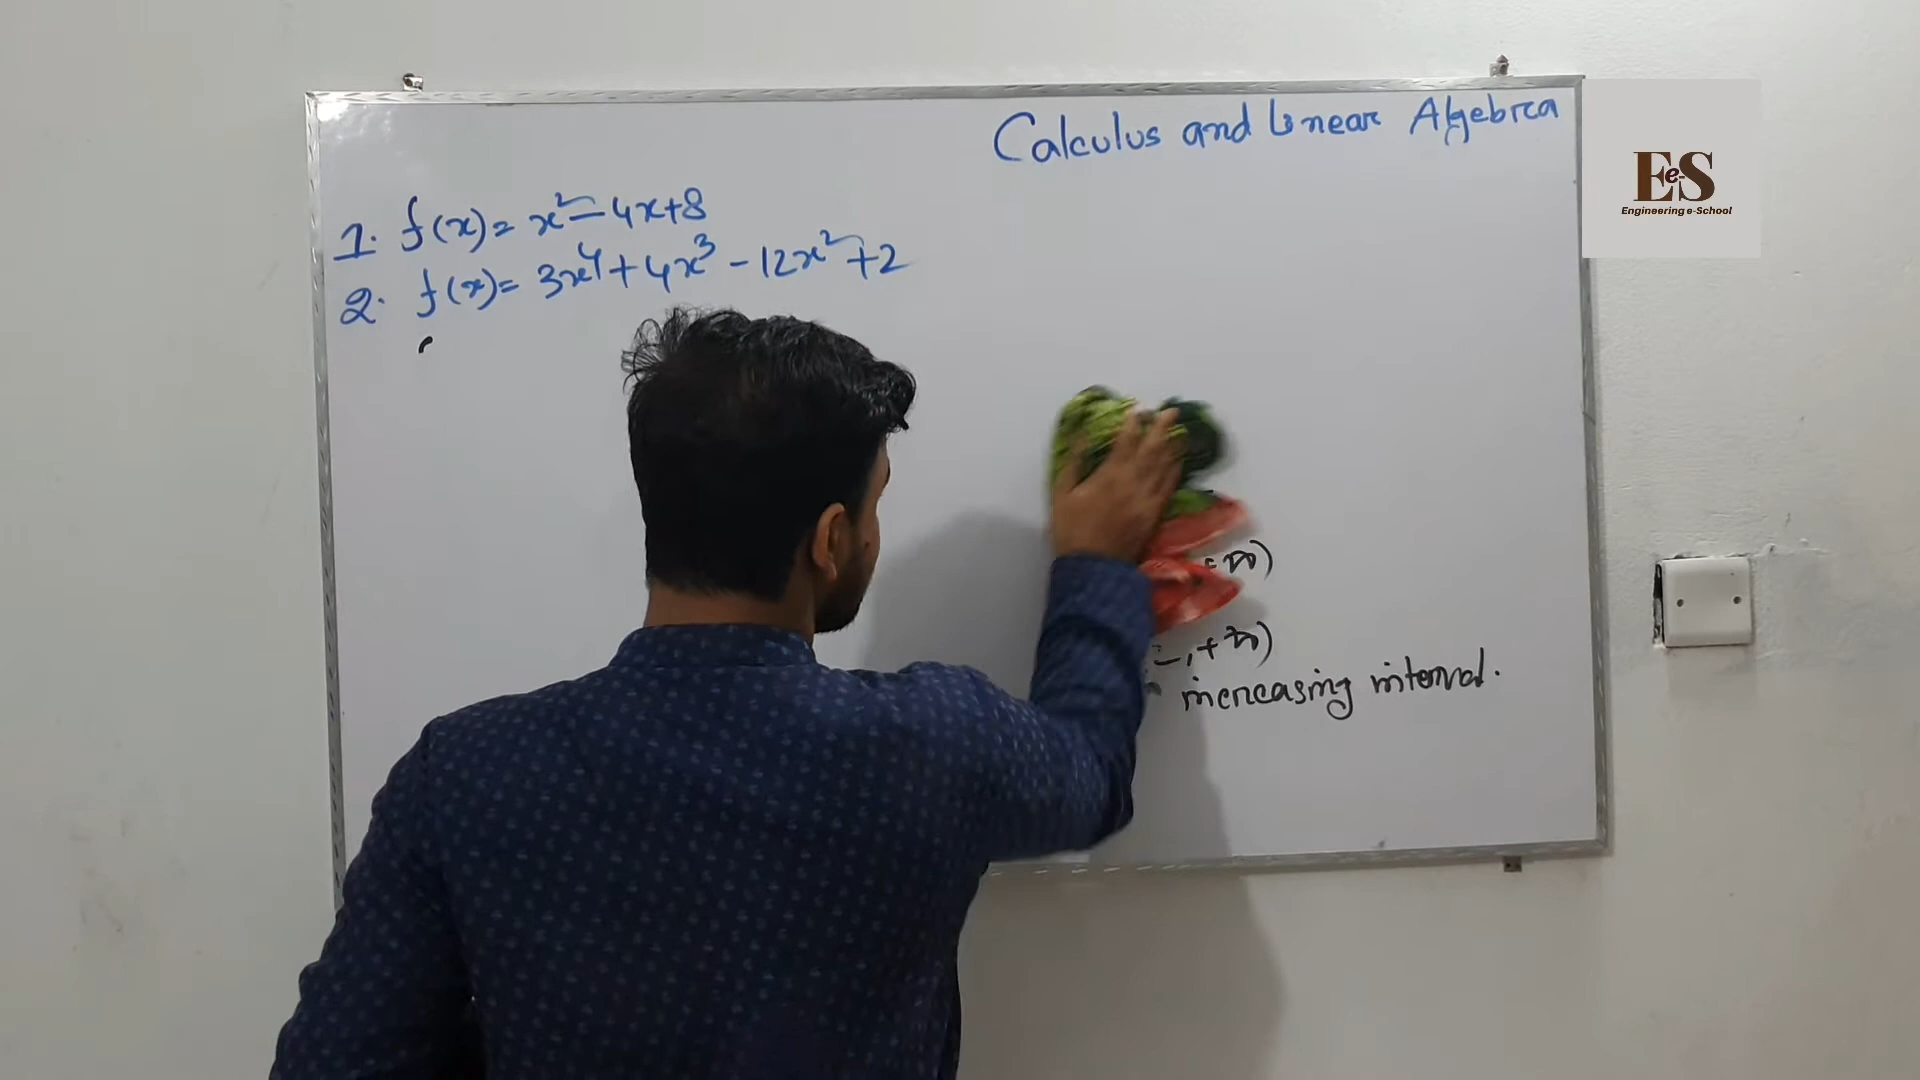 Calculus and Linear Algebra
EeS
Engineering e-School
1. f(x) = x² - 4x + 8
2. f(x) = 3x⁴ + 4x³ - 12x² + 2
∞)
, +∞)
increasing interval.